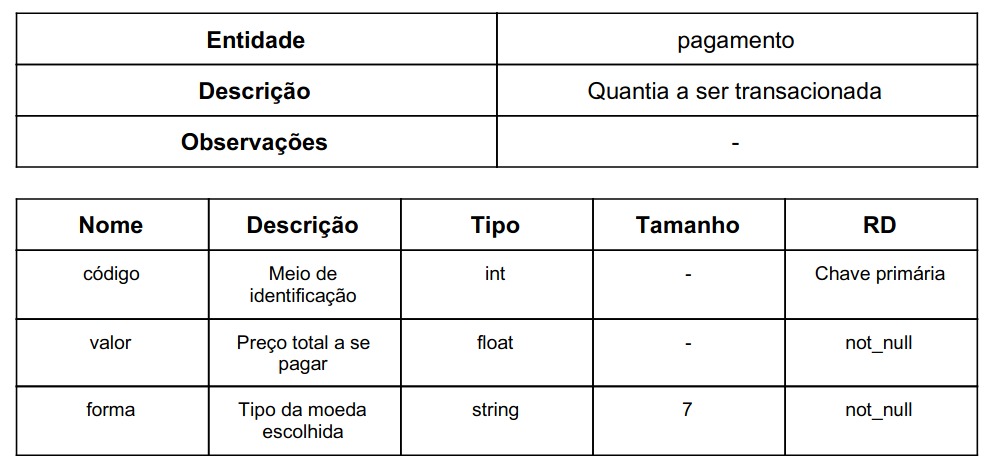 Entidade pagamento
Descrição Quantia a ser transacionada
Observações -
Nome Descrição Tipo Tamanho RD
código Meio de identificação int - Chave primária
valor Preço total a se pagar float - not_null
forma Tipo da moeda escolhida string 7 not_null